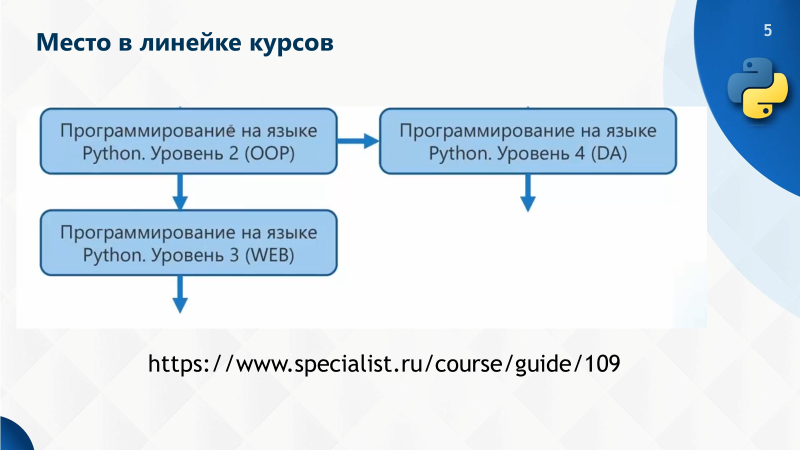 Место в линейке курсов
5
Программирование на языке
Python. Уровень 2 (OOP)
Программирование на языке
Python. Уровень 4 (DA)
Программирование на языке
Python. Уровень 3 (WEB)
https://www.specialist.ru/course/guide/109